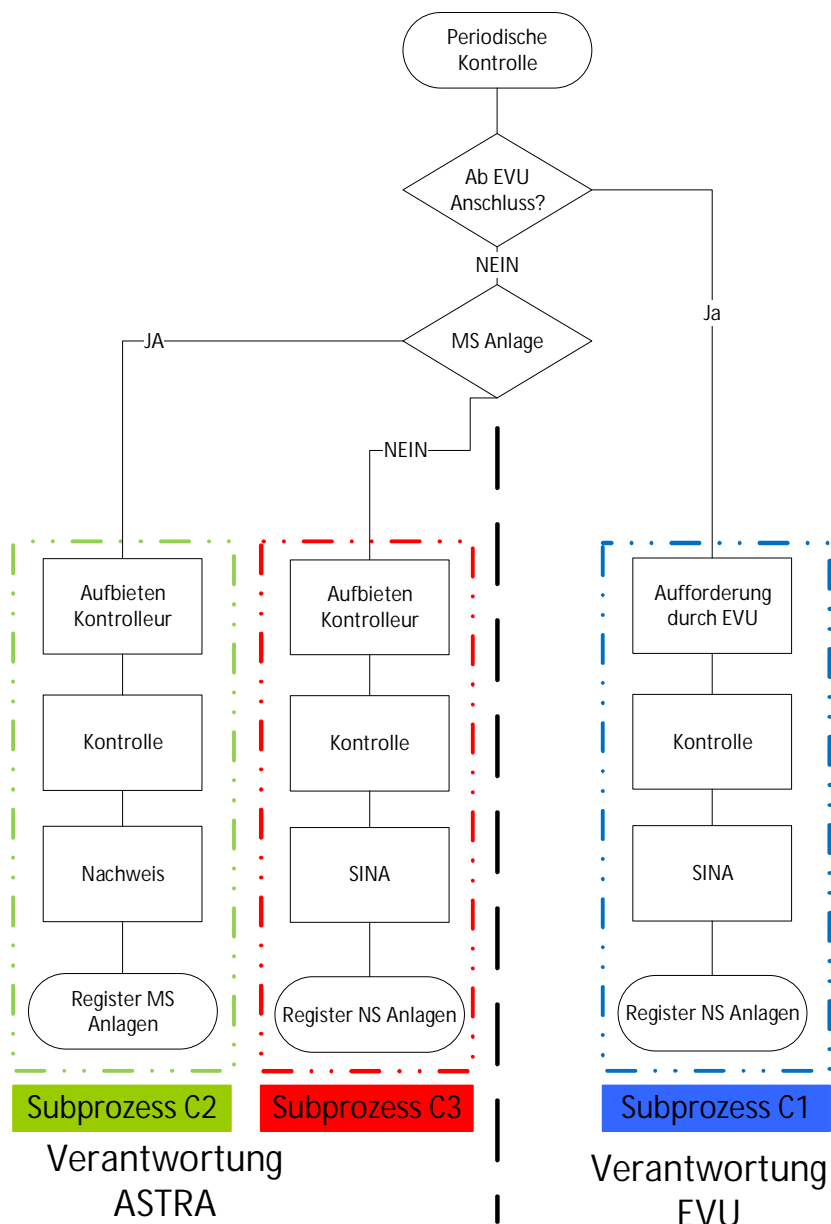 Periodische
Kontrolle
Ab EVU
Anschluss?
NEIN
Ja
MS Anlage
JA
NEIN
Aufbieten
Kontrolleur
Kontrolle
Nachweis
Register MS
Anlagen
Subprozess C2
Aufbieten
Kontrolleur
Kontrolle
SINA
Register NS Anlagen
Subprozess C3
Verantwortung
ASTRA
Aufforderung
durch EVU
Kontrolle
SINA
Register NS Anlagen
Subprozess C1
Verantwortung
EVU